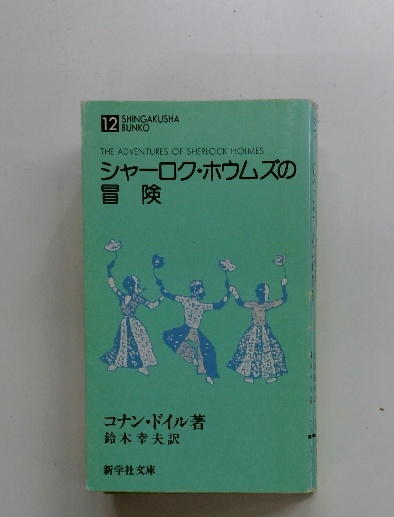 12 SHINGAKUSHA
BUNKO
THE ADVENTURES OF SHERLOCK HOLMES
シャーロク・ホウムズの
冒険
コナン・ドイル著
鈴木幸夫訳
新学社文庫